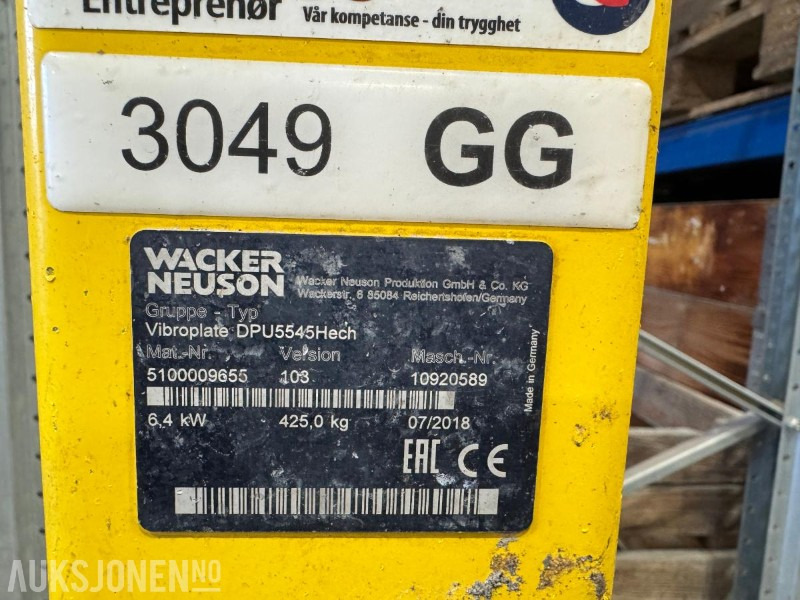 Entreprenør
Vår kompetanse - din trygghet
3049 GG
WACKER
NEUSON
Wacker Neuson Produktion GmbH & Co. KG
Wackerstr. 6 85084 Reichertshofen/Germany
Gruppe - Typ
Vibroplate DPU5545Hech
Mat.-Nr. Version Masch.-Nr.
5100009655 103 10920589
6,4 kW 425,0 kg 07/2018
EAC CE
Made in Germany
AUKSJONEN.NO